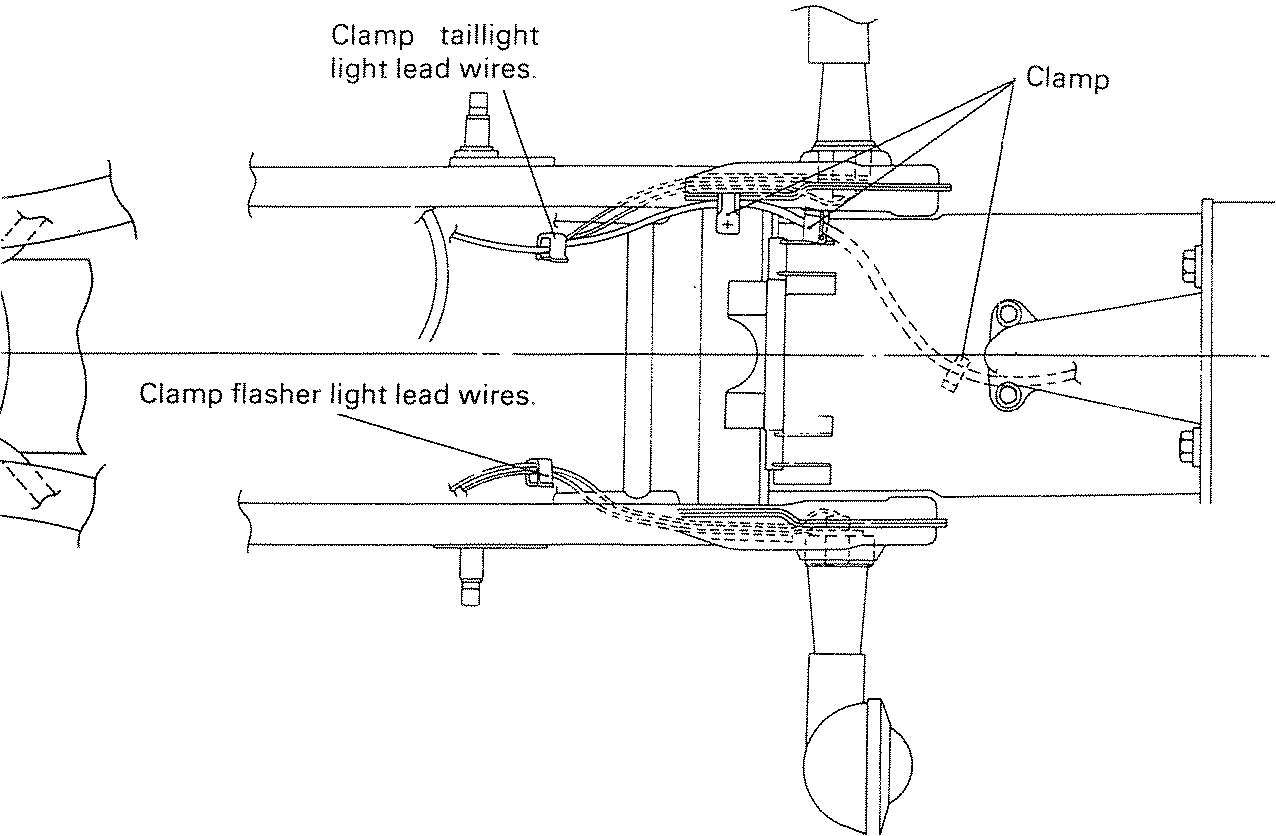 Clamp taillight
light lead wires.
Clamp
Clamp flasher light lead wires.